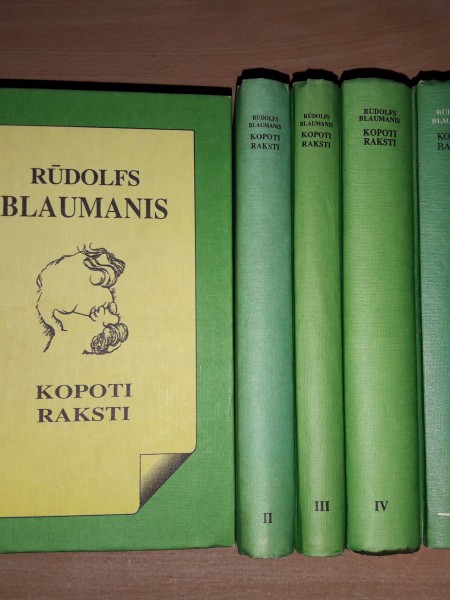 RŪDOLFS
BLAUMANIS
KOPOTI
RAKSTI
RŪDOLFS
BLAUMANIS
KOPOTI
RAKSTI
II
RŪDOLFS
BLAUMANIS
KOPOTI
RAKSTI
III
RŪDOLFS
BLAUMANIS
KOPOTI
RAKSTI
IV